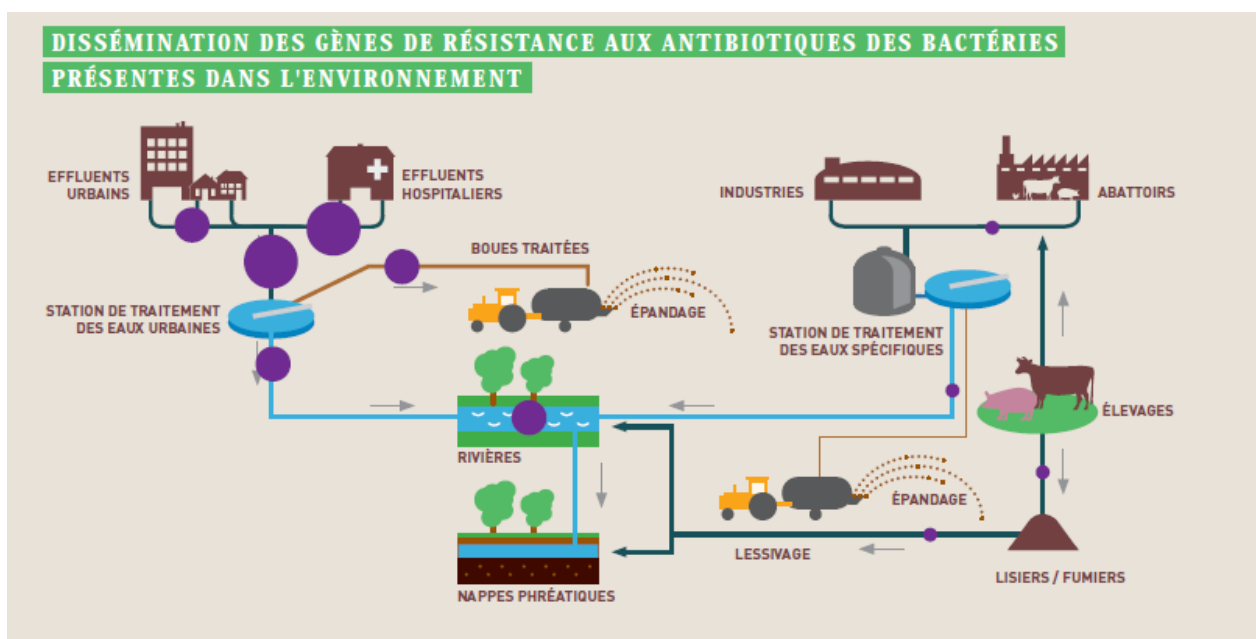 DISSÉMINATION DES GÈNES DE RÉSISTANCE AUX ANTIBIOTIQUES DES BACTÉRIES
PRÉSENTES DANS L'ENVIRONNEMENT
EFFLUENTS
URBAINS
EFFLUENTS
HOSPITALIERS
INDUSTRIES
ABATTOIRS
BOUES TRAITÉES
STATION DE TRAITEMENT
DES EAUX URBAINES
ÉPANDAGE
STATION DE TRAITEMENT
DES EAUX SPÉCIFIQUES
ÉLEVAGES
RIVIÈRES
ÉPANDAGE
LESSIVAGE
LISIERS / FUMIERS
NAPPES PHRÉATIQUES